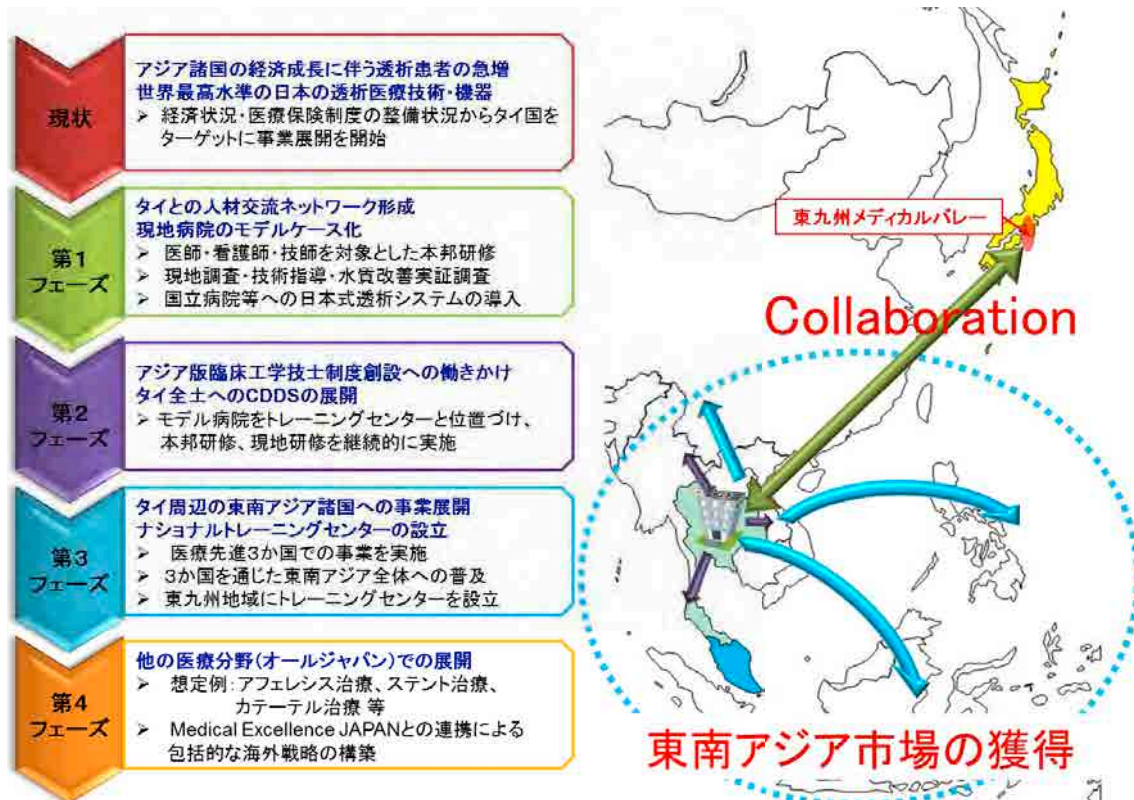 現状
アジア諸国の経済成長に伴う透析患者の急増
世界最高水準の日本の透析医療技術・機器
➢ 経済状況・医療保険制度の整備状況からタイ国を
ターゲットに事業展開を開始
第1
フェーズ
タイとの人材交流ネットワーク形成
現地病院のモデルケース化
➢ 医師・看護師・技師を対象とした本邦研修
➢ 現地調査・技術指導・水質改善実証調査
➢ 国立病院等への日本式透析システムの導入
第2
フェーズ
アジア版臨床工学技士制度創設への働きかけ
タイ全土へのCDDSの展開
➢ モデル病院をトレーニングセンターと位置づけ、
本邦研修、現地研修を継続的に実施
第3
フェーズ
タイ周辺の東南アジア諸国への事業展開
ナショナルトレーニングセンターの設立
➢ 医療先進3か国での事業を実施
➢ 3か国を通じた東南アジア全体への普及
➢ 東九州地域にトレーニングセンターを設立
第4
フェーズ
他の医療分野(オールジャパン)での展開
➢ 想定例:アフェレシス治療、ステント治療、
カテーテル治療 等
➢ Medical Excellence JAPANとの連携による
包括的な海外戦略の構築
東九州メディカルバレー
Collaboration
東南アジア市場の獲得